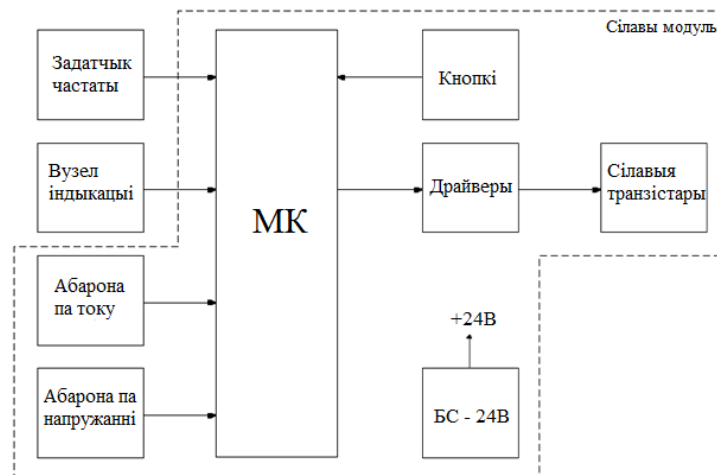 Сілавы модуль
Задатчык
частаты
МК
Кнопкі
Вузел
індыкацыі
Драйверы
Сілавыя
транзістары
Абарона
па току
+24В
Абарона па
напружанні
БС - 24В